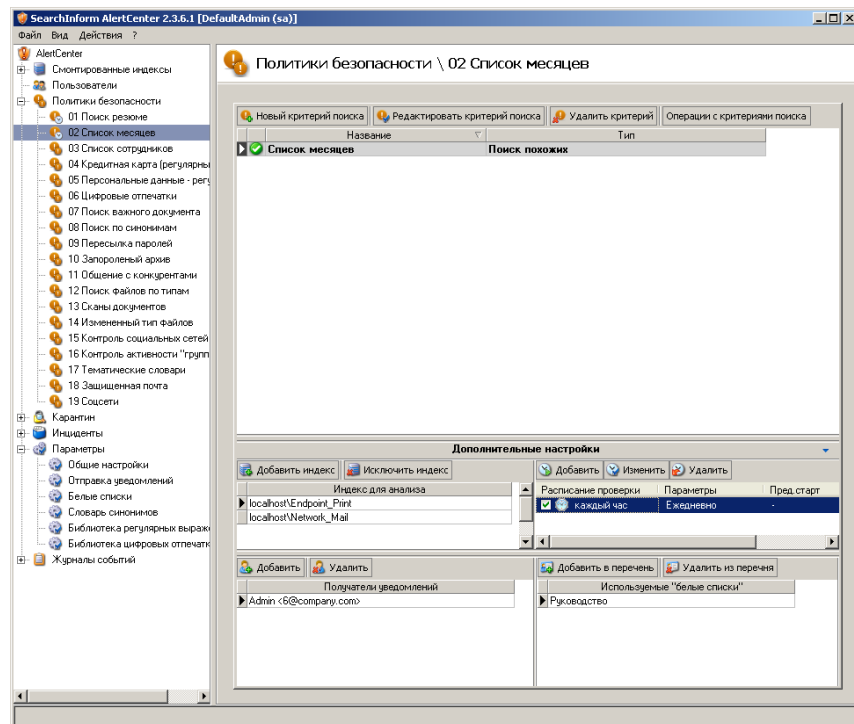 SearchInform AlertCenter 2.3.6.1 [DefaultAdmin (sa)]
Файл Вид Действия ?
AlertCenter
Смонтированные индексы
Пользователи
Политики безопасности
01 Поиск резюме
02 Список месяцев
03 Список сотрудников
04 Кредитная карта (регулярны
05 Персональные данные - регу
06 Цифровые отпечатки
07 Поиск важного документа
08 Поиск по синонимам
09 Пересылка паролей
10 Запороленый архив
11 Общение с конкурентами
12 Поиск файлов по типам
13 Сканы документов
14 Измененный тип файлов
15 Контроль социальных сетей
16 Контроль активности "групп
17 Тематические словари
18 Защищенная почта
19 Соцсети
Карантин
Инциденты
Параметры
Общие настройки
Отправка уведомлений
Белые списки
Словарь синонимов
Библиотека регулярных выраже
Библиотека цифровых отпечатк
Журналы событий
Политики безопасности \ 02 Список месяцев
Новый критерий поиска Редактировать критерий поиска Удалить критерий Операции с критериями поиска
Название Тип
Список месяцев Поиск похожих
Дополнительные настройки
Добавить индекс Исключить индекс
Индекс для анализа
localhost\Endpoint_Print
localhost\Network_Mail
Добавить Изменить Удалить
Расписание проверки Параметры Пред.старт
каждый час Ежедневно -
Добавить Удалить
Получатели уведомлений
Admin <6@company.com>
Добавить в перечень Удалить из перечня
Используемые "белые списки"
Руководство